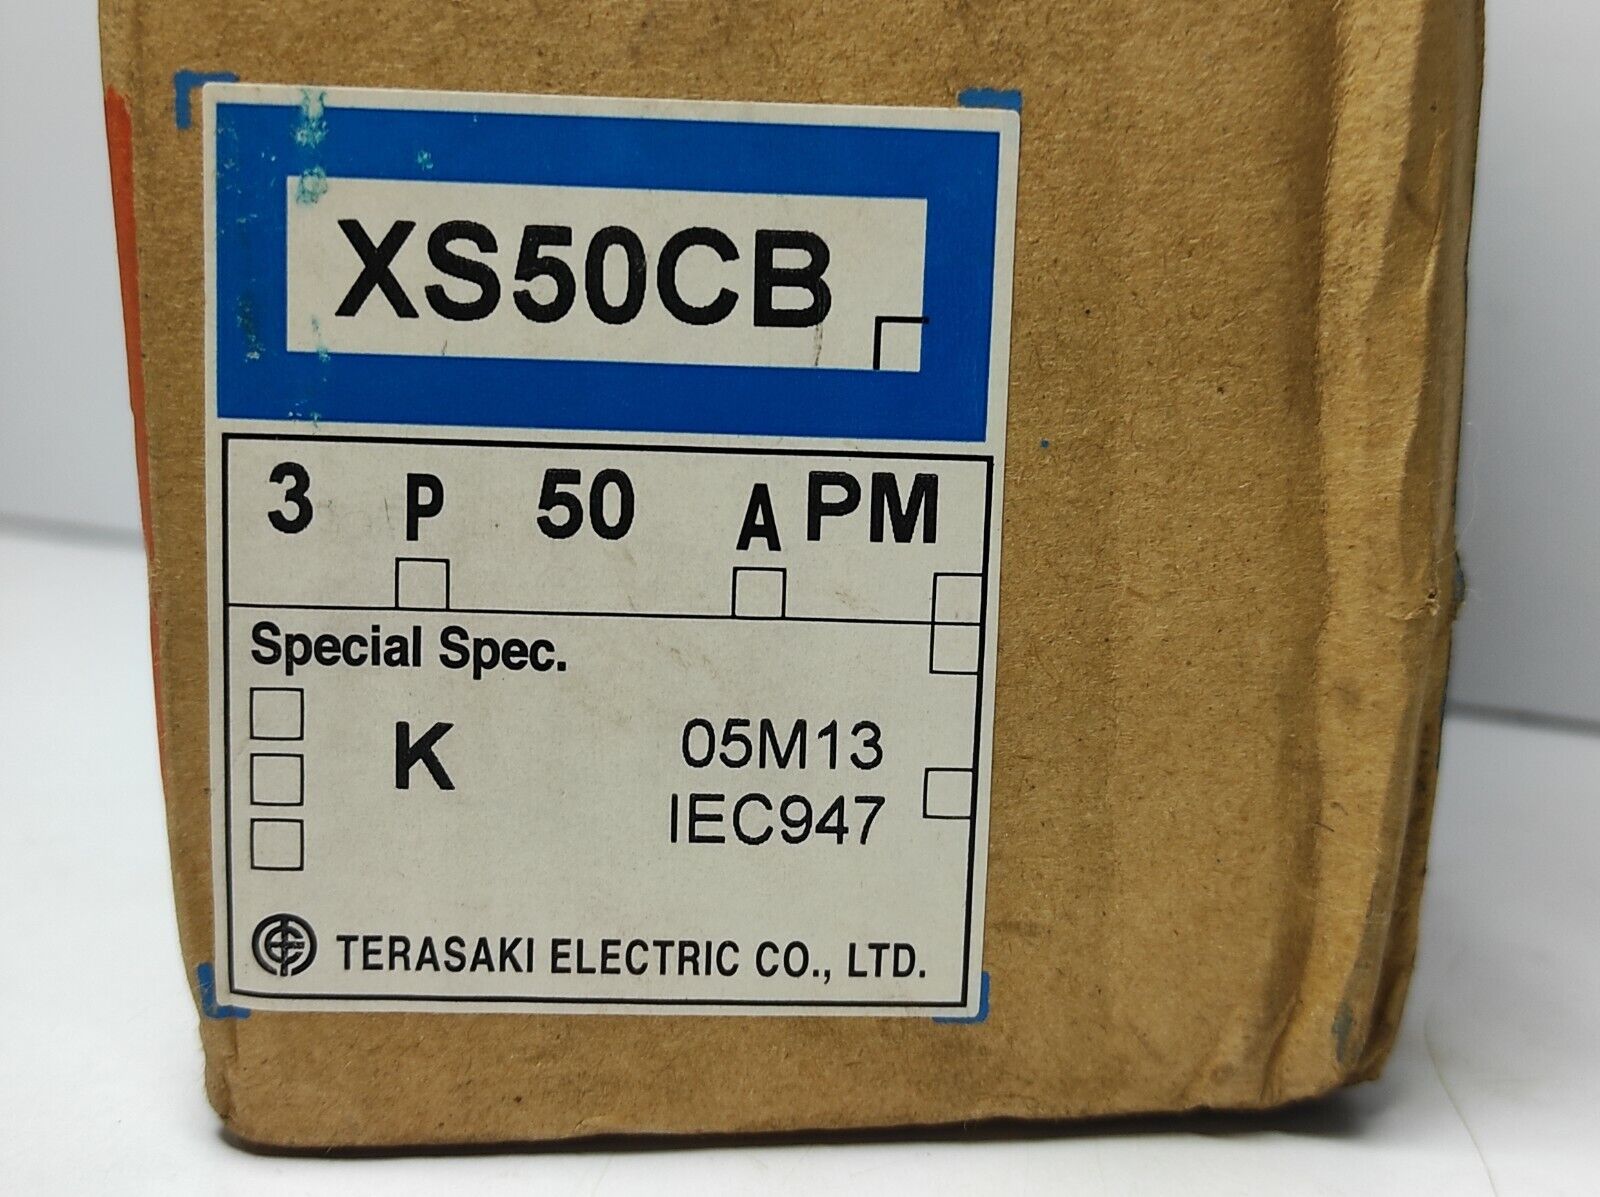 XS50CB
3 P 50 A PM
Special Spec.
K 05M13
IEC947
TERASAKI ELECTRIC CO., LTD.